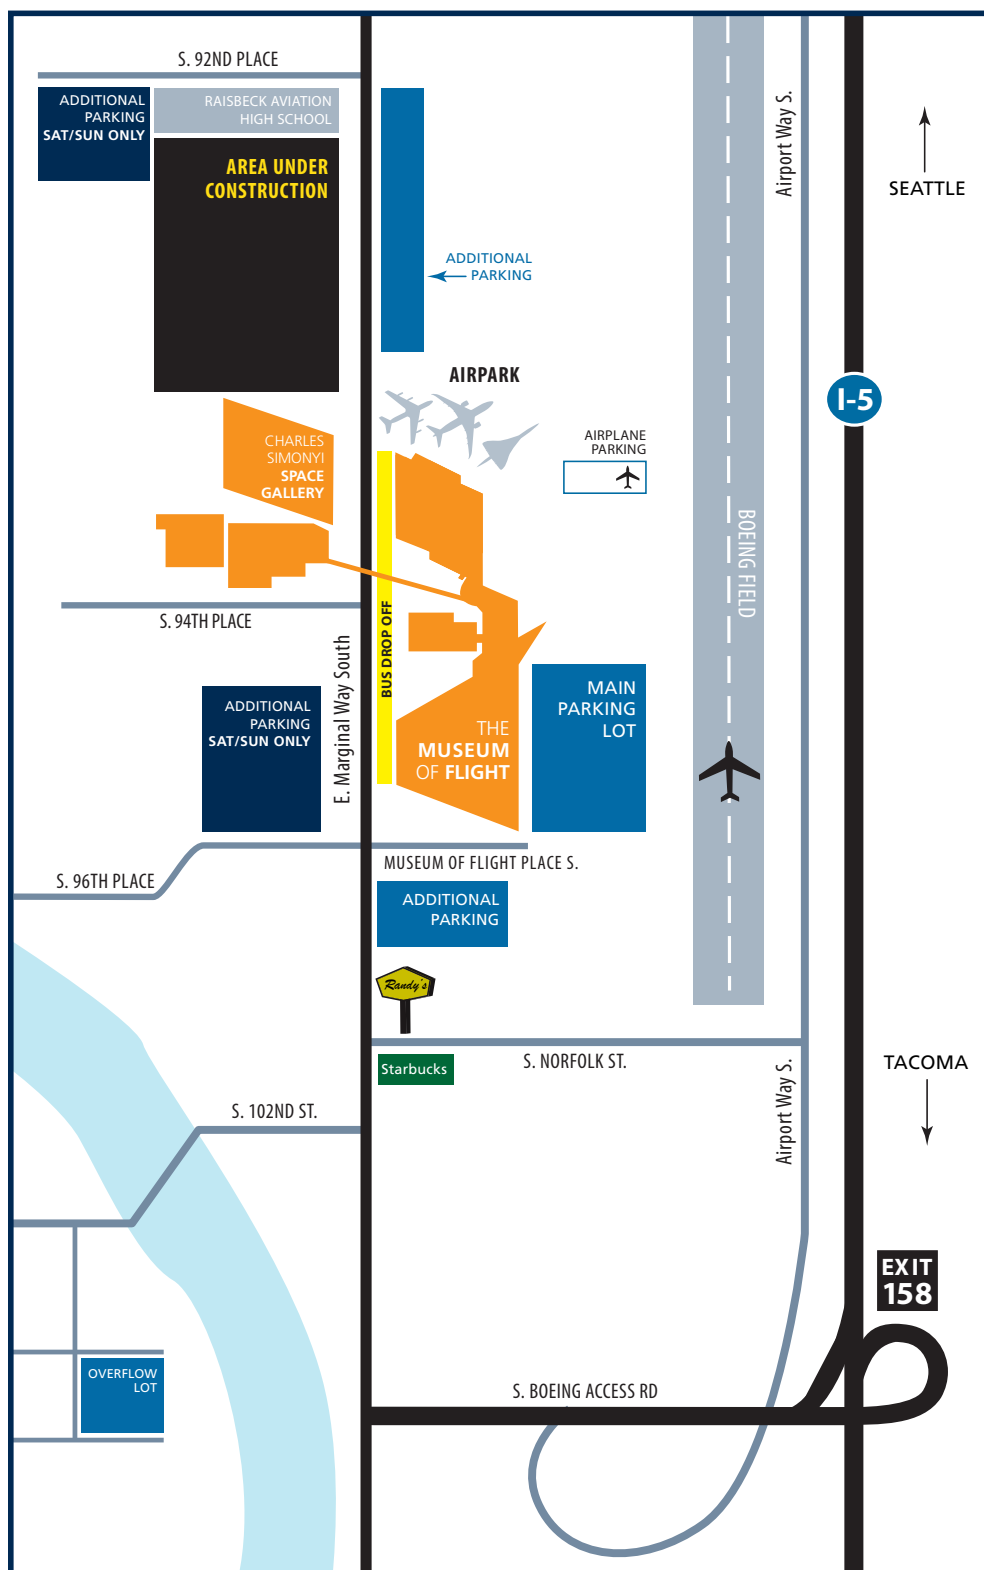 S. 92ND PLACE
ADDITIONAL
PARKING
SAT/SUN ONLY
RAISBECK AVIATION
HIGH SCHOOL
AREA UNDER
CONSTRUCTION
ADDITIONAL
PARKING
Airport Way S.
SEATTLE
AIRPARK
I-5
CHARLES
SIMONYI
SPACE
GALLERY
AIRPLANE
PARKING
BOEING FIELD
S. 94TH PLACE
BUS DROP OFF
E. Marginal Way South
ADDITIONAL
PARKING
SAT/SUN ONLY
THE
MUSEUM
OF FLIGHT
MAIN
PARKING
LOT
MUSEUM OF FLIGHT PLACE S.
S. 96TH PLACE
ADDITIONAL
PARKING
Randy's
S. NORFOLK ST.
Starbucks
Airport Way S.
TACOMA
S. 102ND ST.
EXIT
158
OVERFLOW
LOT
S. BOEING ACCESS RD